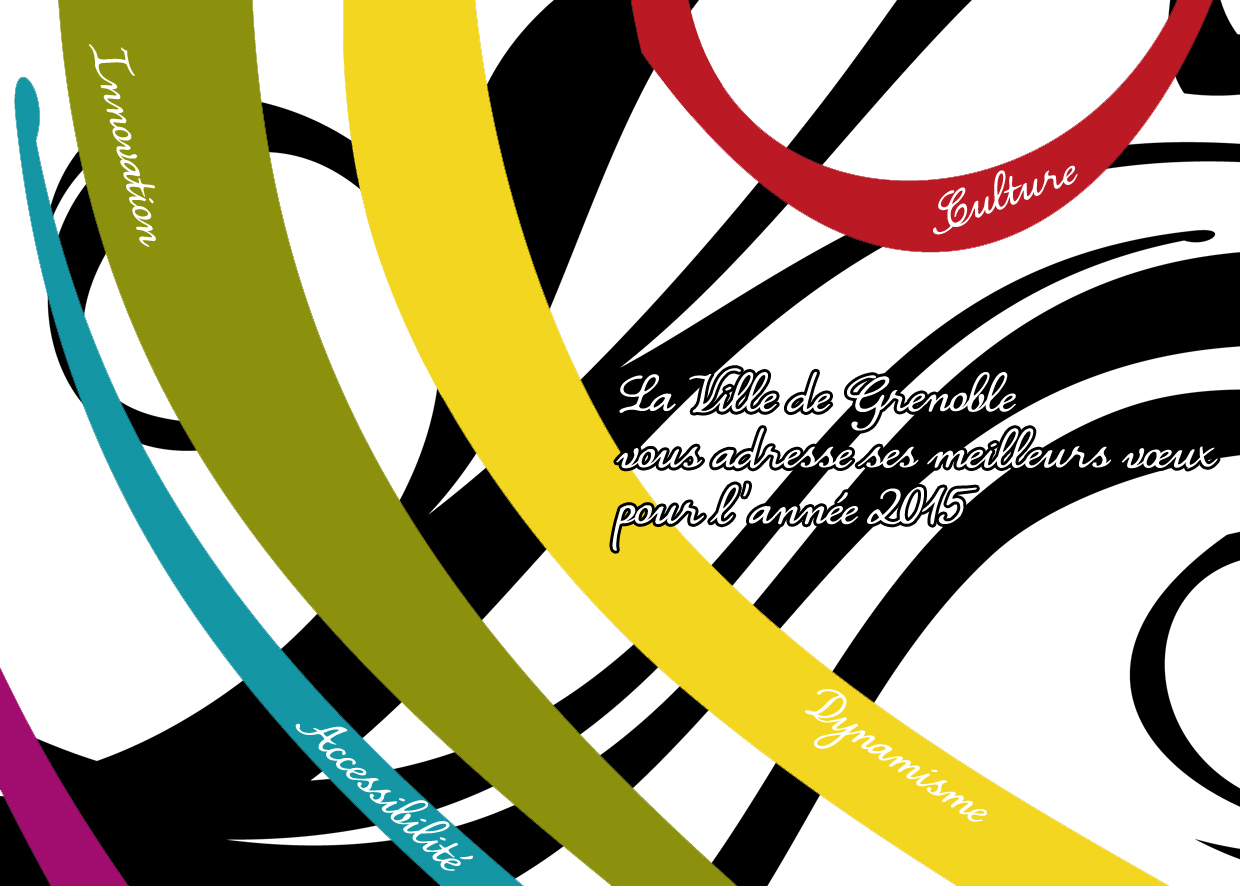 Innovation
Culture
La Ville de Grenoble
vous adresse ses meilleurs vœux
pour l'année 2015
Dynamisme
Accessibilité